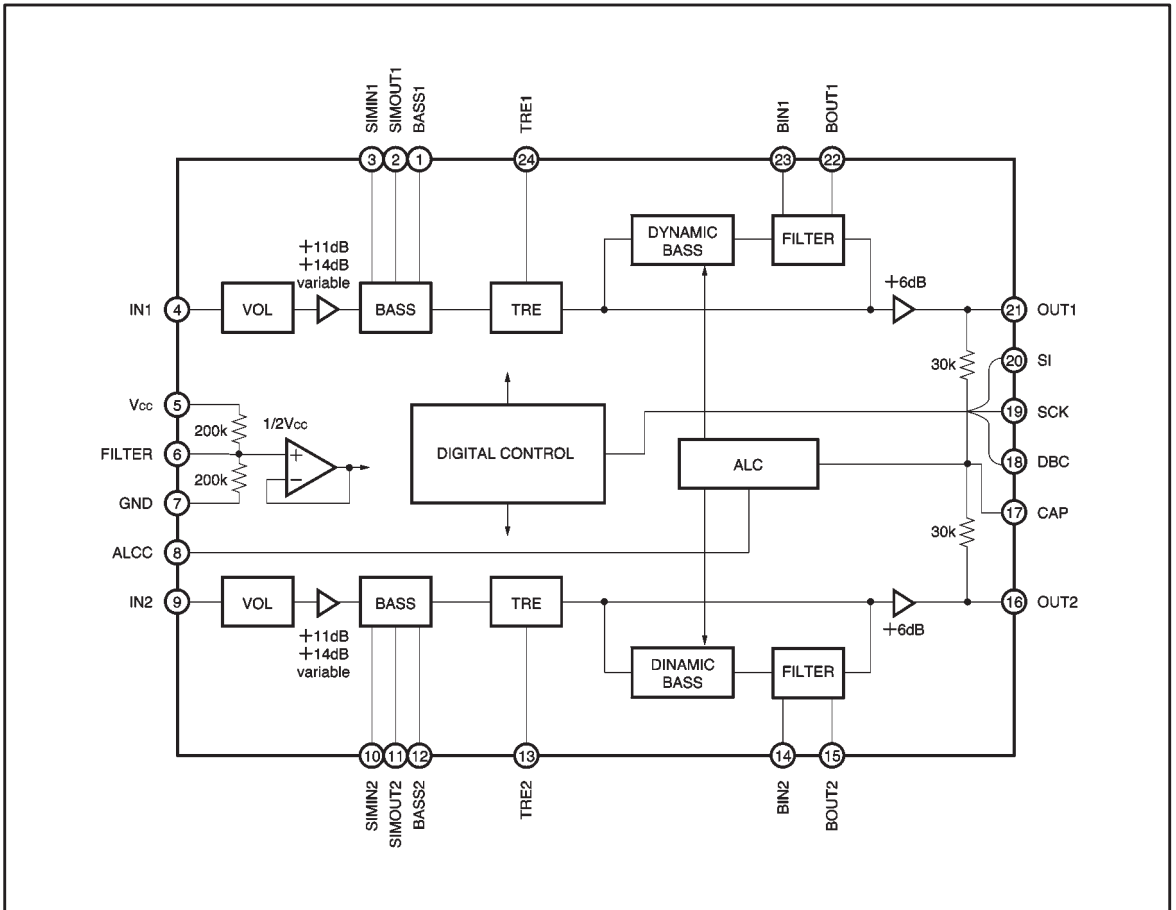 SIMIN1
SIMOUT1
BASS1
TRE1
BIN1
BOUT1
3
2
1
24
23
22
+11dB
+14dB
variable
DYNAMIC
BASS
FILTER
+6dB
IN1
4
VOL
BASS
TRE
21
OUT1
30k
20
SI
Vcc
5
200k
1/2Vcc
19
SCK
FILTER
6
+
−
DIGITAL CONTROL
ALC
18
DBC
200k
GND
7
17
CAP
30k
ALCC
8
IN2
9
VOL
BASS
TRE
16
OUT2
+11dB
+14dB
variable
+6dB
DINAMIC
BASS
FILTER
10
11
12
13
14
15
SIMIN2
SIMOUT2
BASS2
TRE2
BIN2
BOUT2